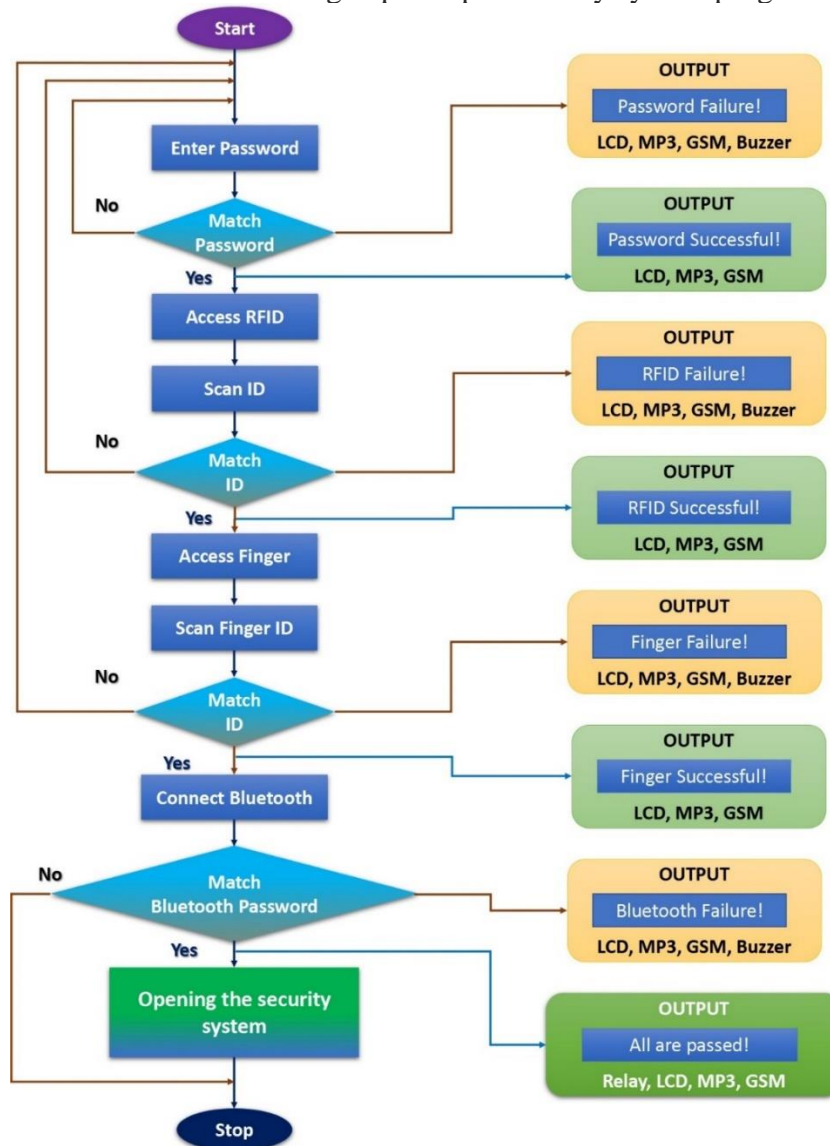 Start
Enter Password
No
Match
Password
Yes
Access RFID
Scan ID
No
Match
ID
Yes
Access Finger
Scan Finger ID
No
Match
ID
Yes
Connect Bluetooth
No
Match
Bluetooth Password
Yes
Opening the security
system
Stop
OUTPUT
Password Failure!
LCD, MP3, GSM, Buzzer
OUTPUT
Password Successful!
LCD, MP3, GSM
OUTPUT
RFID Failure!
LCD, MP3, GSM, Buzzer
OUTPUT
RFID Successful!
LCD, MP3, GSM
OUTPUT
Finger Failure!
LCD, MP3, GSM, Buzzer
OUTPUT
Finger Successful!
LCD, MP3, GSM
OUTPUT
Bluetooth Failure!
LCD, MP3, GSM, Buzzer
OUTPUT
All are passed!
Relay, LCD, MP3, GSM